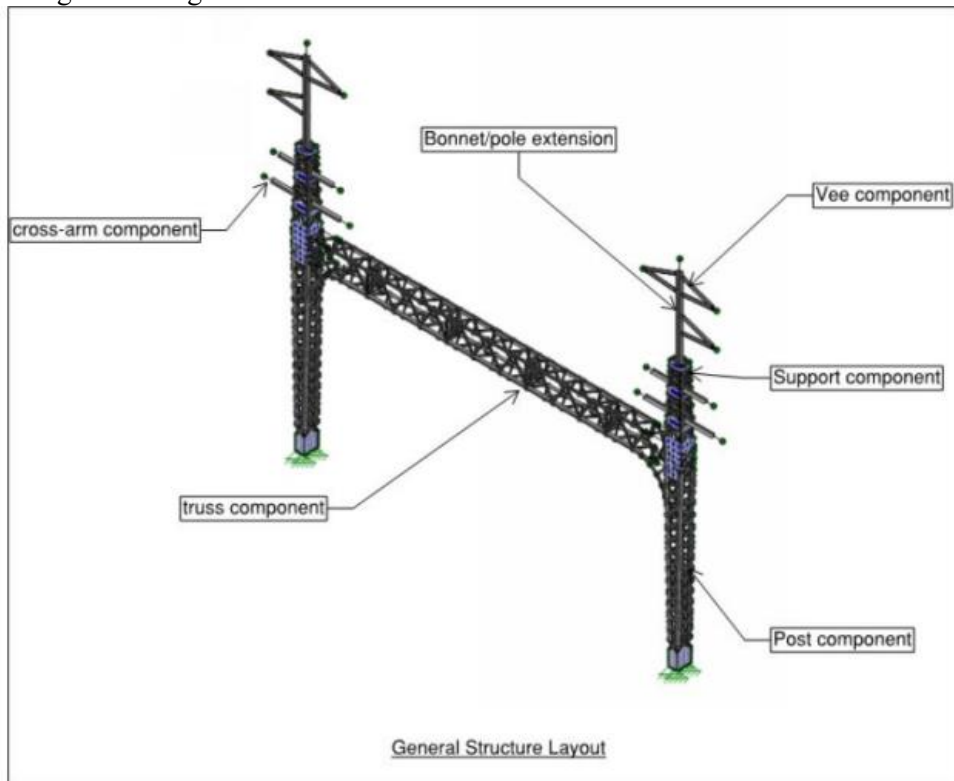 Bonnet/pole extension
Vee component
cross-arm component
Support component
truss component
Post component
General Structure Layout